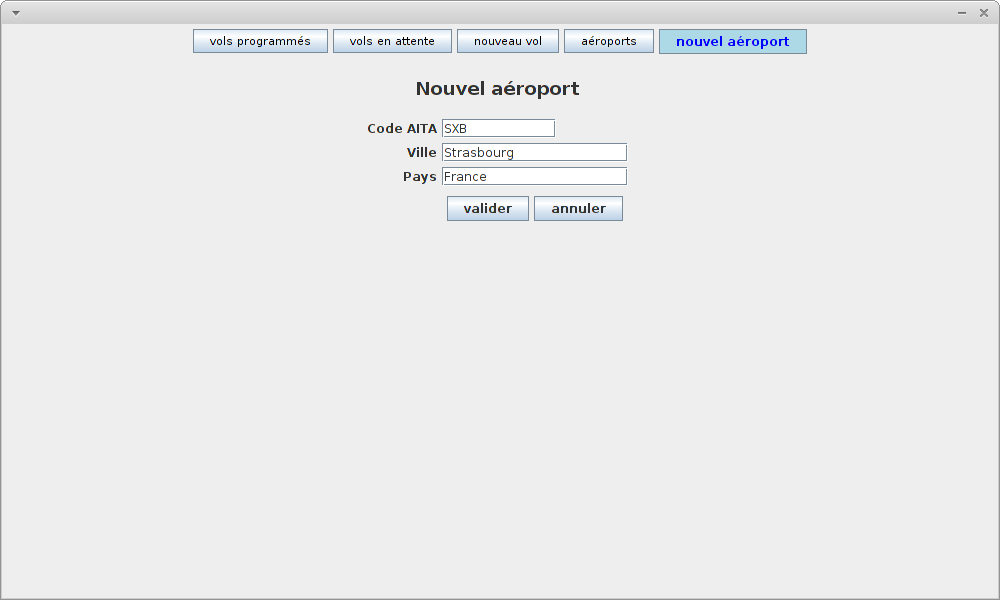 vols programmés vols en attente nouveau vol aéroports nouvel aéroport
Nouvel aéroport
Code AITA SXB
Ville Strasbourg
Pays France
valider annuler